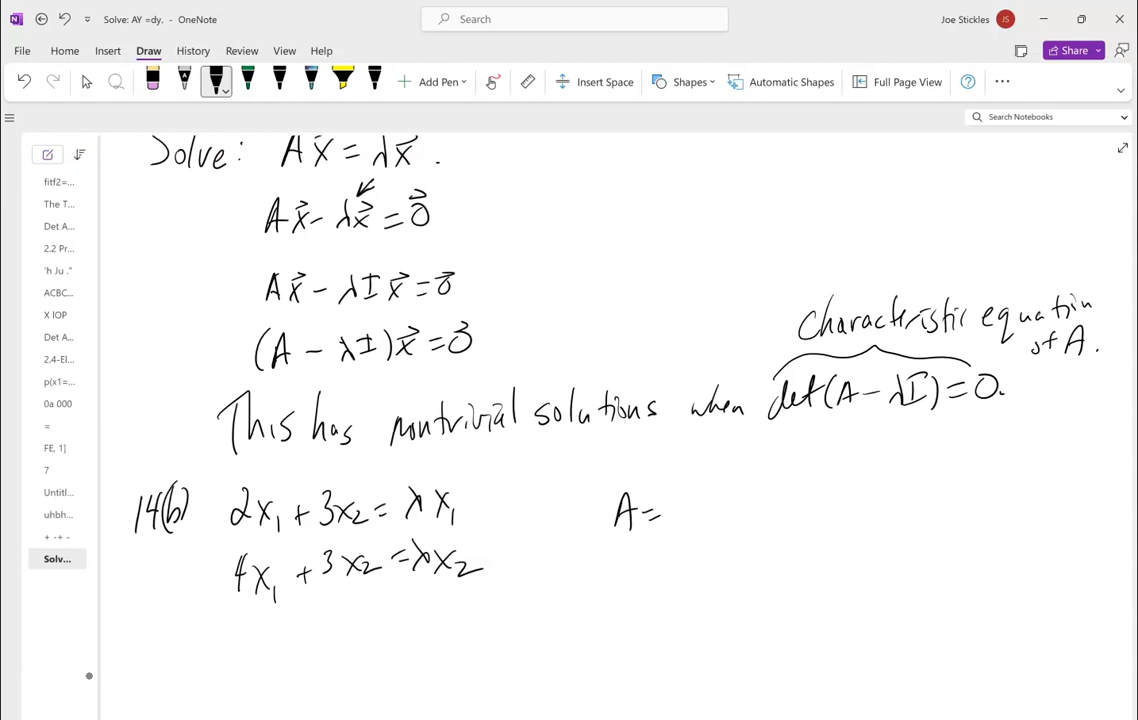 Solve: AY =dy. - OneNote
Search
Joe Stickles
JS
File Home Insert Draw History Review View Help
Share
Add Pen
Insert Space
Shapes
Automatic Shapes
Full Page View
Search Notebooks
fitf2=...
The T...
Det A...
2.2 Pr...
'h Ju ."
ACBC...
X IOP
Det A...
2.4-El...
p(x1=...
0a 000
=
FE, 1]
7
Untitl...
uhbh...
+ -+ -
Solv...
Solve: Ax⃗ = λx⃗.
Ax⃗ - λx⃗ = 0⃗
Ax⃗ - λIx⃗ = 0⃗
(A - λI)x⃗ = 0⃗
Characteristic equation
of A.
This has nontrivial solutions when det(A - λI) = 0.
14(b) 2x₁ + 3x₂ = λx₁
A =
4x₁ + 3x₂ = λx₂